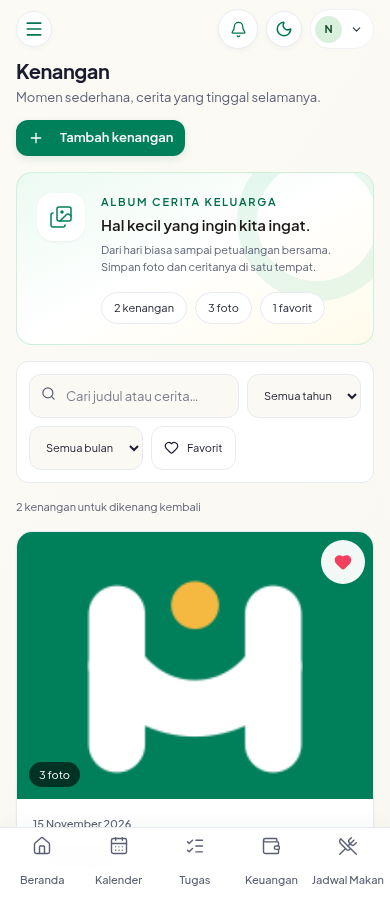 N
Kenangan
Momen sederhana, cerita yang tinggal selamanya.
Tambah kenangan
ALBUM CERITA KELUARGA
Hal kecil yang ingin kita ingat.
Dari hari biasa sampai petualangan bersama.
Simpan foto dan ceritanya di satu tempat.
2 kenangan
3 foto
1 favorit
Cari judul atau cerita...
Semua tahun
Semua bulan
Favorit
2 kenangan untuk dikenang kembali
3 foto
15 November 2026
Beranda
Kalender
Tugas
Keuangan
Jadwal Makan